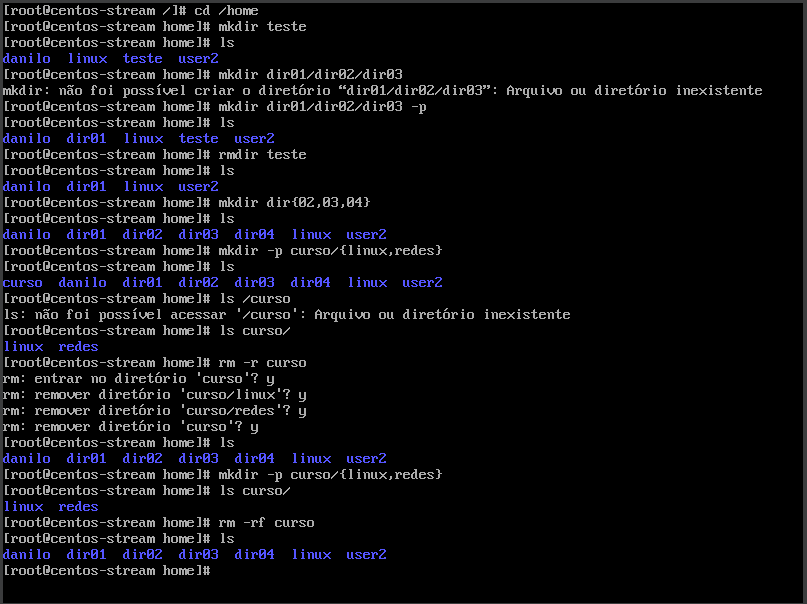 [root@centos-stream /]# cd /home
[root@centos-stream home]# mkdir teste
[root@centos-stream home]# ls
danilo  linux  teste  user2
[root@centos-stream home]# mkdir dir01/dir02/dir03
mkdir: não foi possível criar o diretório “dir01/dir02/dir03”: Arquivo ou diretório inexistente
[root@centos-stream home]# mkdir dir01/dir02/dir03 -p
[root@centos-stream home]# ls
danilo  dir01  linux  teste  user2
[root@centos-stream home]# rmdir teste
[root@centos-stream home]# ls
danilo  dir01  linux  user2
[root@centos-stream home]# mkdir dir{02,03,04}
[root@centos-stream home]# ls
danilo  dir01  dir02  dir03  dir04  linux  user2
[root@centos-stream home]# mkdir -p curso/{linux,redes}
[root@centos-stream home]# ls
curso  danilo  dir01  dir02  dir03  dir04  linux  user2
[root@centos-stream home]# ls /curso
ls: não foi possível acessar '/curso': Arquivo ou diretório inexistente
[root@centos-stream home]# ls curso/
linux  redes
[root@centos-stream home]# rm -r curso
rm: entrar no diretório 'curso'? y
rm: remover diretório 'curso/linux'? y
rm: remover diretório 'curso/redes'? y
rm: remover diretório 'curso'? y
[root@centos-stream home]# ls
danilo  dir01  dir02  dir03  dir04  linux  user2
[root@centos-stream home]# mkdir -p curso/{linux,redes}
[root@centos-stream home]# ls curso/
linux  redes
[root@centos-stream home]# rm -rf curso
[root@centos-stream home]# ls
danilo  dir01  dir02  dir03  dir04  linux  user2
[root@centos-stream home]#